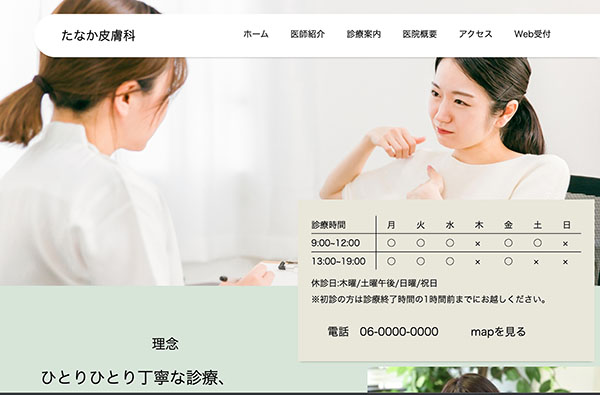 たなか皮膚科 ホーム 医師紹介 診療案内 医院概要 アクセス Web受付
診療時間 月 火 水 木 金 土 日
9:00~12:00 〇 〇 〇 × 〇 〇 ×
13:00~19:00 〇 〇 〇 × 〇 × ×
休診日:木曜/土曜午後/日曜/祝日
※初診の方は診療終了時間の1時間前までにお越しください。
電話 06-0000-0000 mapを見る
理念
ひとりひとり丁寧な診療、